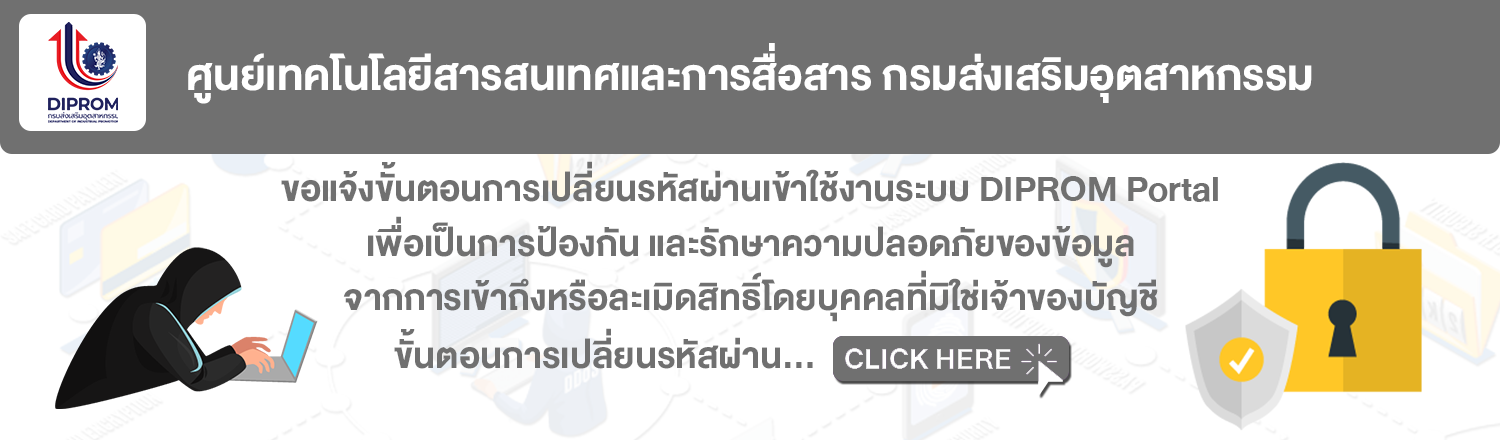 DIPROM
กรมส่งเสริมอุตสาหกรรม
DEPARTMENT OF INDUSTRIAL PROMOTION
ศูนย์เทคโนโลยีสารสนเทศและการสื่อสาร กรมส่งเสริมอุตสาหกรรม
ขอแจ้งขั้นตอนการเปลี่ยนรหัสผ่านเข้าใช้งานระบบ DIPROM Portal
เพื่อเป็นการป้องกัน และรักษาความปลอดภัยของข้อมูล
จากการเข้าถึงหรือละเมิดสิทธิ์โดยบุคคลที่มิใช่เจ้าของบัญชี
ขั้นตอนการเปลี่ยนรหัสผ่าน... CLICK HERE